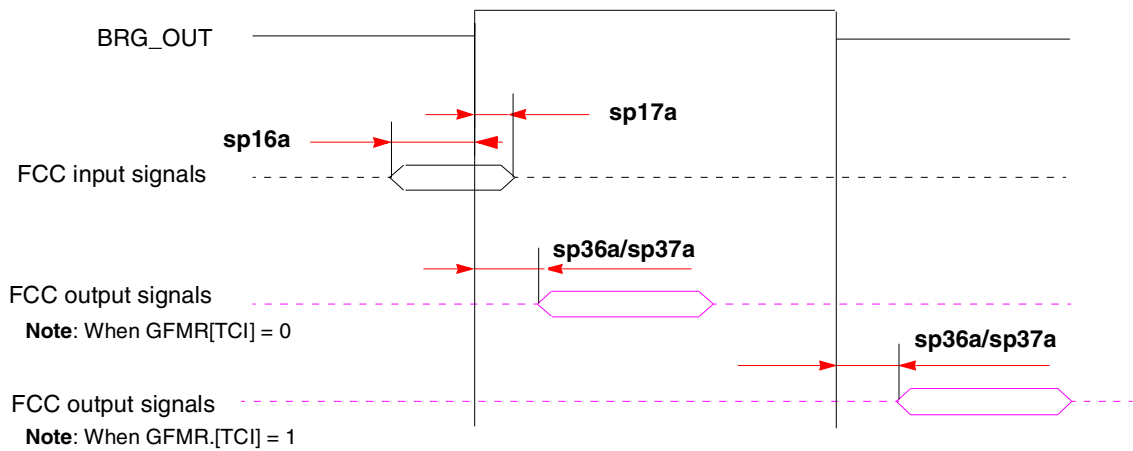 BRG_OUT
sp17a
sp16a
FCC input signals
sp36a/sp37a
FCC output signals
Note: When GFMR[TCI] = 0
sp36a/sp37a
FCC output signals
Note: When GFMR.[TCI] = 1